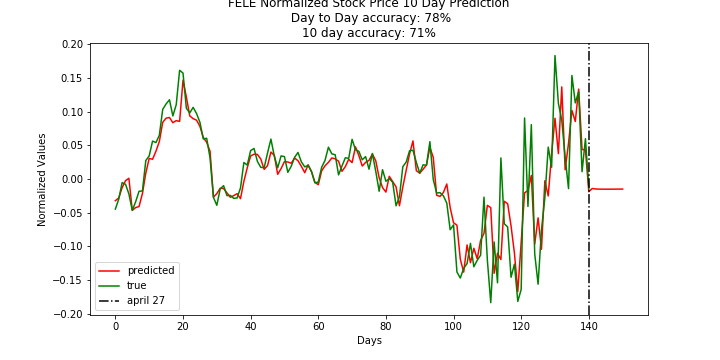 FELE Normalized Stock Price 10 Day Prediction
Day to Day accuracy: 78%
10 day accuracy: 71%
0.20
0.15
0.10
0.05
0.00
−0.05
−0.10
−0.15
−0.20
Normalized Values
predicted
true
april 27
0 20 40 60 80 100 120 140
Days